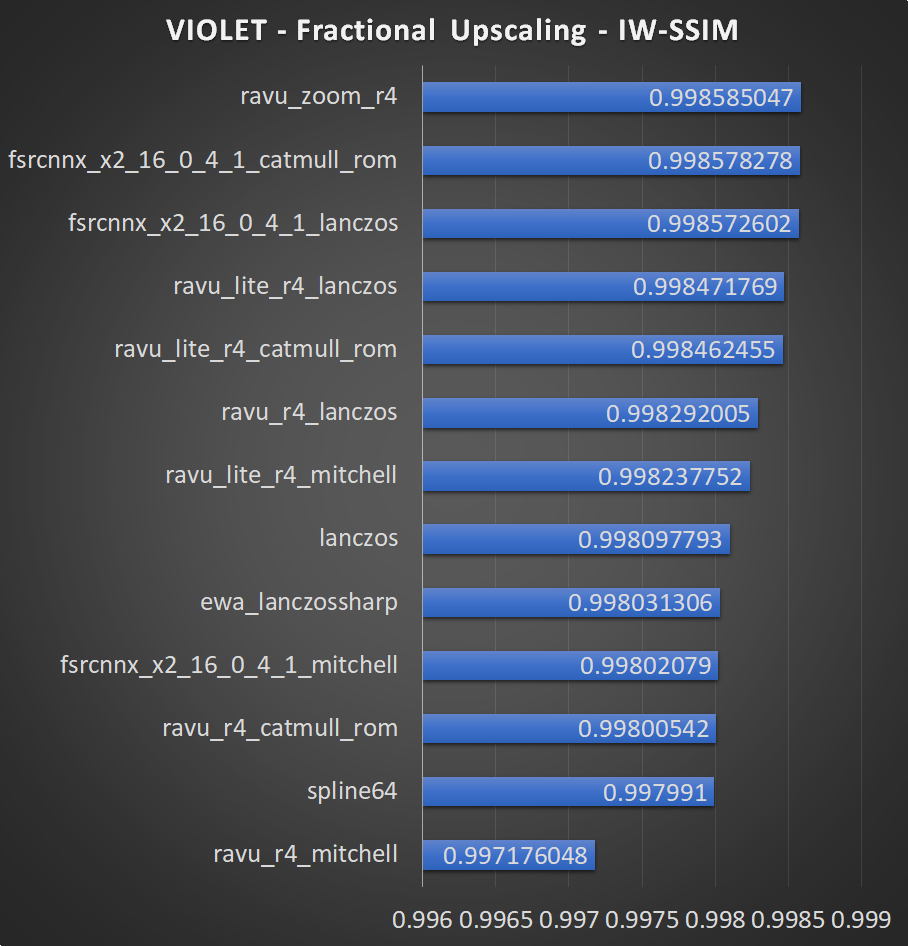 VIOLET - Fractional Upscaling - IW-SSIM
ravu_zoom_r4 0.998585047
fsrcnnx_x2_16_0_4_1_catmull_rom 0.998578278
fsrcnnx_x2_16_0_4_1_lanczos 0.998572602
ravu_lite_r4_lanczos 0.998471769
ravu_lite_r4_catmull_rom 0.998462455
ravu_r4_lanczos 0.998292005
ravu_lite_r4_mitchell 0.998237752
lanczos 0.998097793
ewa_lanczossharp 0.998031306
fsrcnnx_x2_16_0_4_1_mitchell 0.99802079
ravu_r4_catmull_rom 0.99800542
spline64 0.997991
ravu_r4_mitchell 0.997176048
0.996 0.9965 0.997 0.9975 0.998 0.9985 0.999